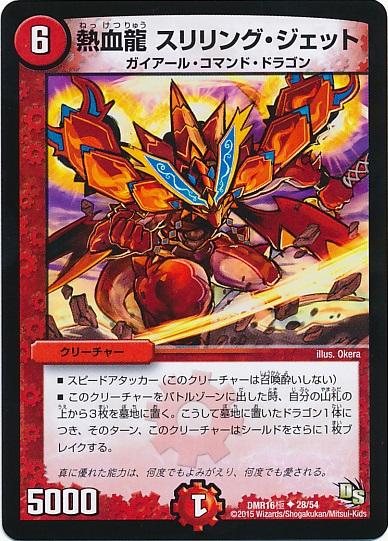 6
ねっけつりゅう
熱血龍 スリリング・ジェット
ガイアール・コマンド・ドラゴン
illus. Okera
クリーチャー
■ スピードアタッカー（このクリーチャーは召喚酔いしない）
■ このクリーチャーをバトルゾーンに出した時、自分の山札
の上から3枚を墓地に置く。こうして墓地に置いたドラゴン1体に
つき、そのターン、このクリーチャーはシールドをさらに1枚ブ
レイクする。
真に優れた能力は、何度でもよみがえり、何度でも証明される。
5000
1
DS
DMR16極 ◆ 28/54
©2015 Wizards/Shogakukan/Mitsui-Kids